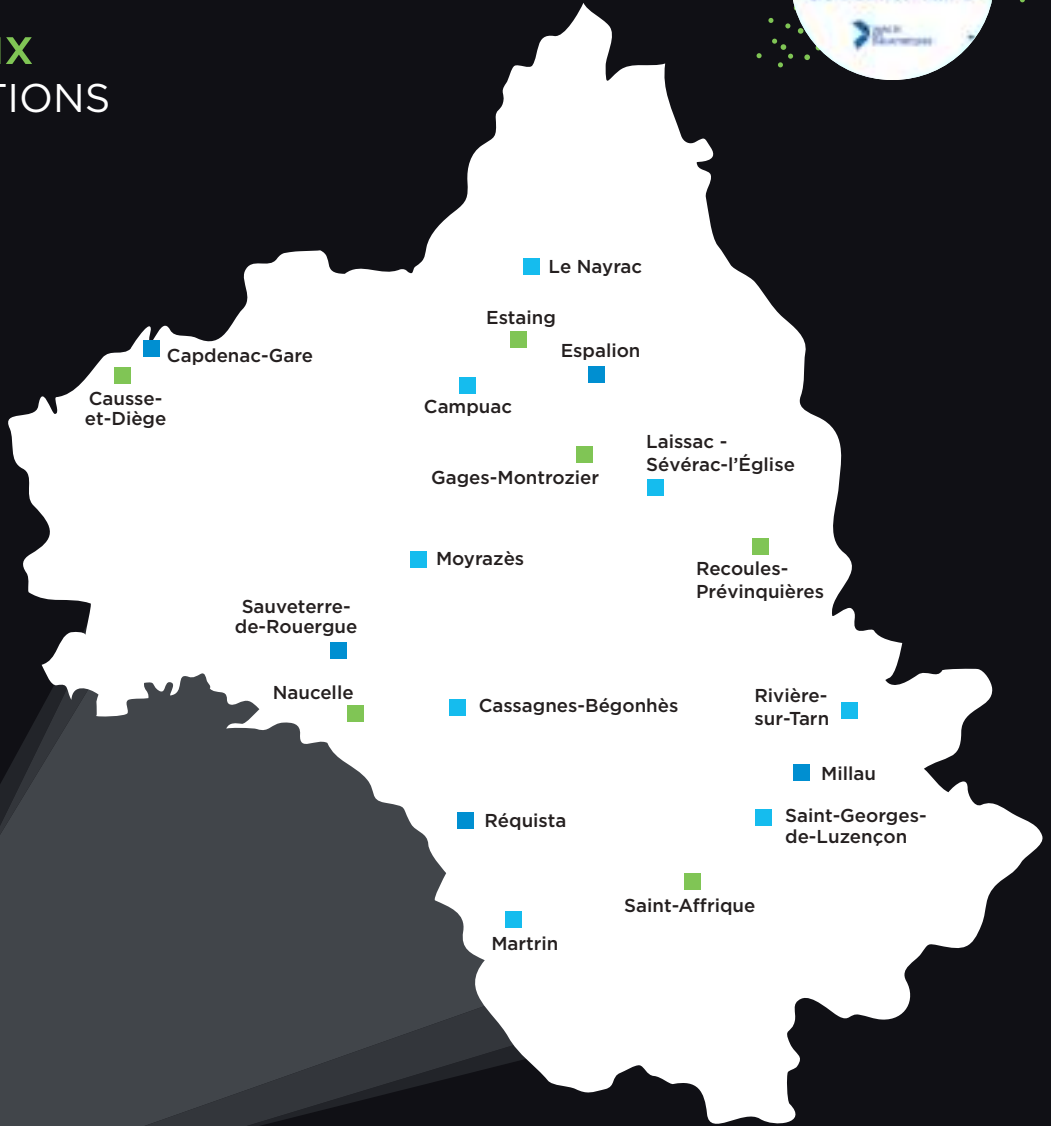 IX
TIONS
Le Nayrac
Estaing
Espalion
Capdenac-Gare
Causse-
et-Diège
Campuac
Laissac -
Sévérac-l'Église
Gages-Montrozier
Moyrazès
Recoules-
Prévinquières
Sauveterre-
de-Rouergue
Naucelle
Cassagnes-Bégonhès
Rivière-
sur-Tarn
Millau
Réquista
Saint-Georges-
de-Luzençon
Saint-Affrique
Martrin